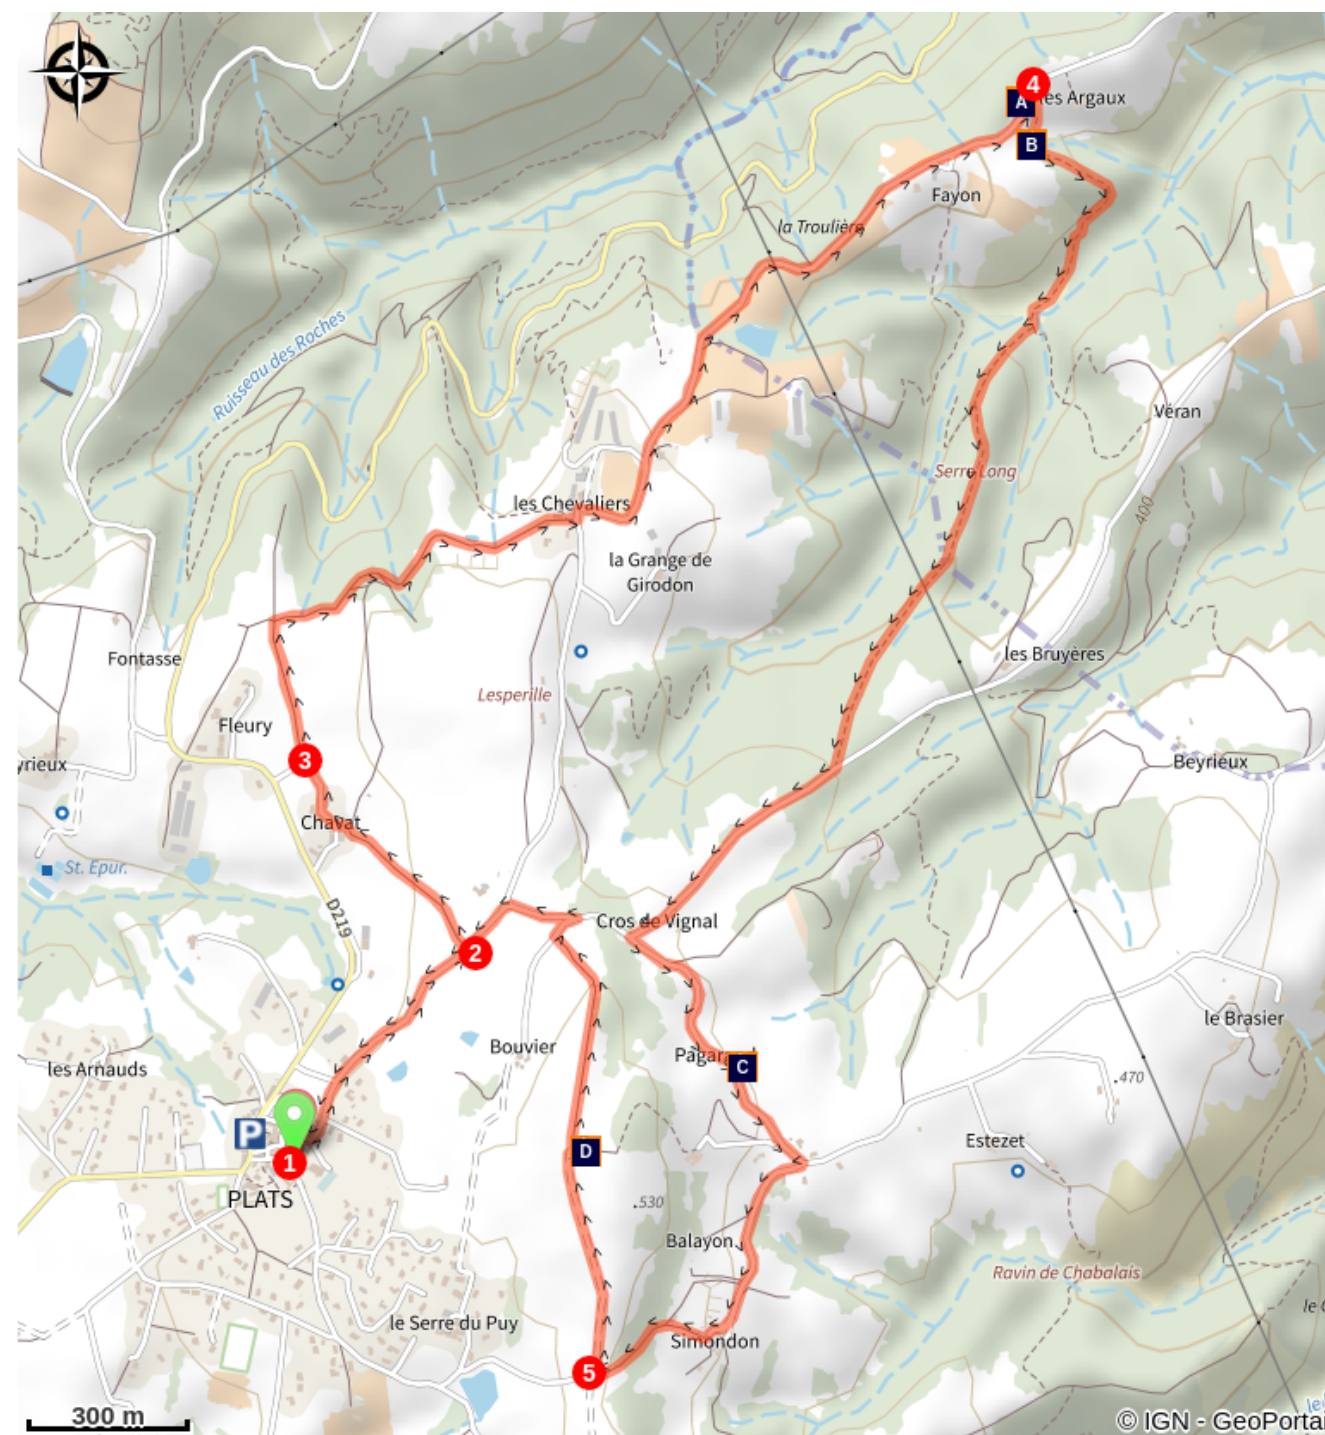 4
les Argaux
A
B
Fayon
la Troulière
Ruisseau des Roches
Véran
Serre Long
les Chevaliers
400
la Grange de
Girodon
les Bruyères
Fontasse
Lesperille
Fleury
3
yrieux
Beyrieux
Chavat
St. Epur.
D219
Cros de Vignal
2
le Brasier
Bouvier
les Arnauds
C
.470
P
D
Estezet
1
PLATS
.530
Balayon
Ravin de Chabalais
le Serre du Puy
Simondon
5
300 m
© IGN - GeoPortai